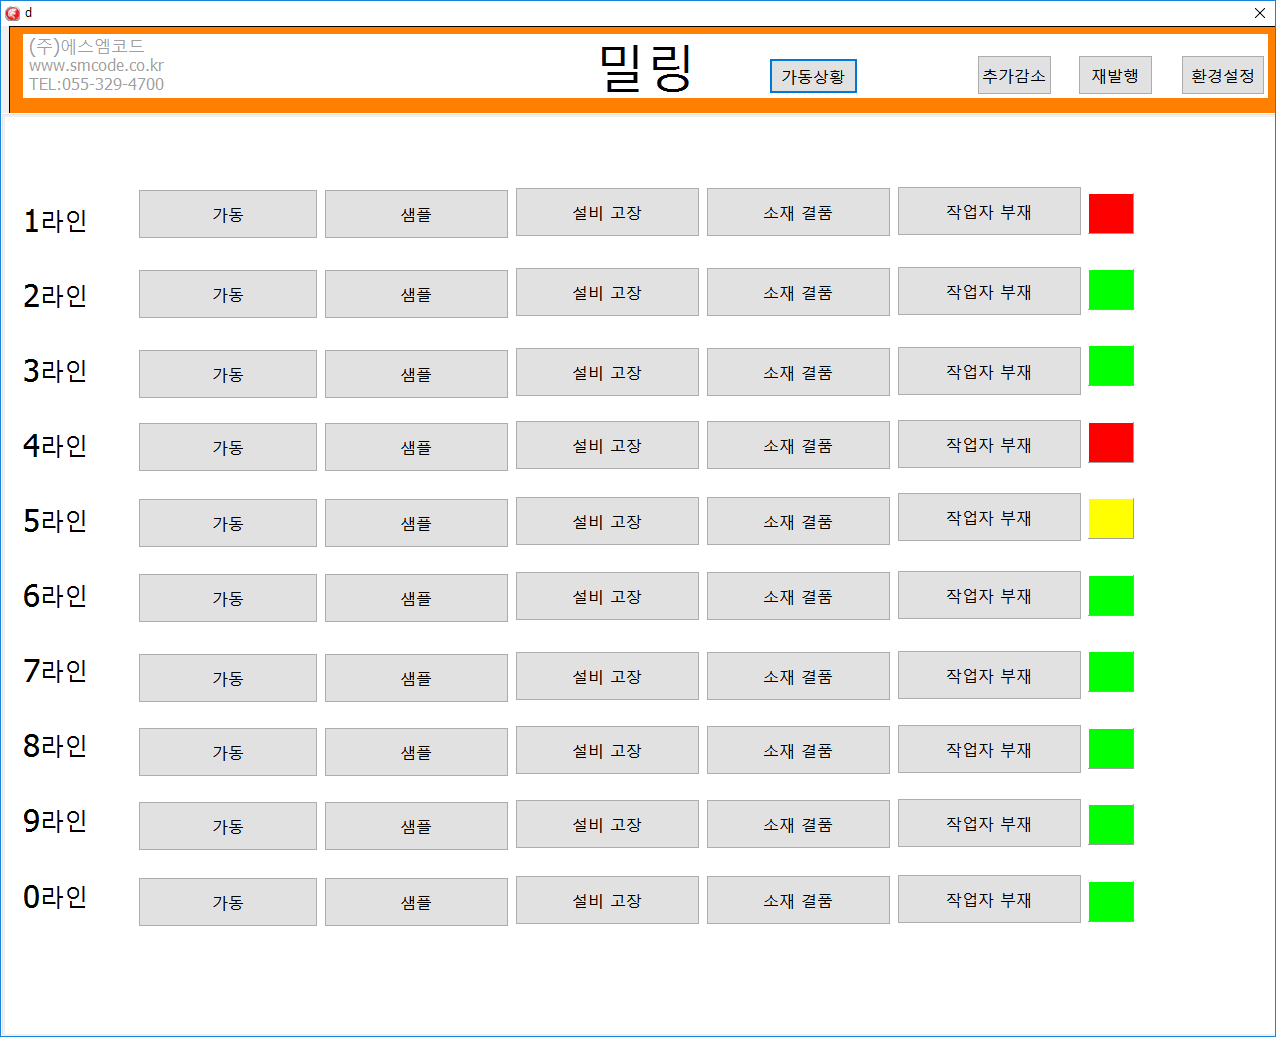 d
(주)에스엠코드
www.smcode.co.kr
TEL:055-329-4700
밀링
가동상황
추가감소
재발행
환경설정
1라인 가동 샘플 설비 고장 소재 결품 작업자 부재
2라인 가동 샘플 설비 고장 소재 결품 작업자 부재
3라인 가동 샘플 설비 고장 소재 결품 작업자 부재
4라인 가동 샘플 설비 고장 소재 결품 작업자 부재
5라인 가동 샘플 설비 고장 소재 결품 작업자 부재
6라인 가동 샘플 설비 고장 소재 결품 작업자 부재
7라인 가동 샘플 설비 고장 소재 결품 작업자 부재
8라인 가동 샘플 설비 고장 소재 결품 작업자 부재
9라인 가동 샘플 설비 고장 소재 결품 작업자 부재
0라인 가동 샘플 설비 고장 소재 결품 작업자 부재